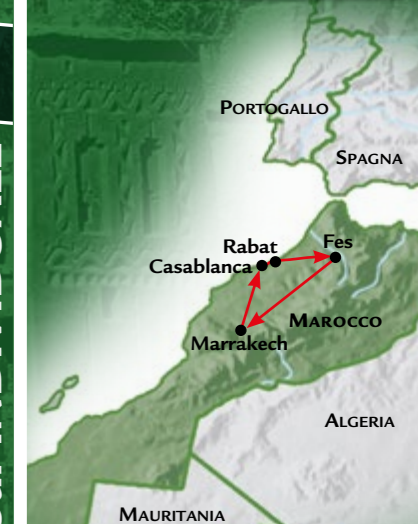 PORTOGALLO
SPAGNA
Rabat
Fes
Casablanca
MAROCCO
Marrakech
ALGERIA
MAURITANIA